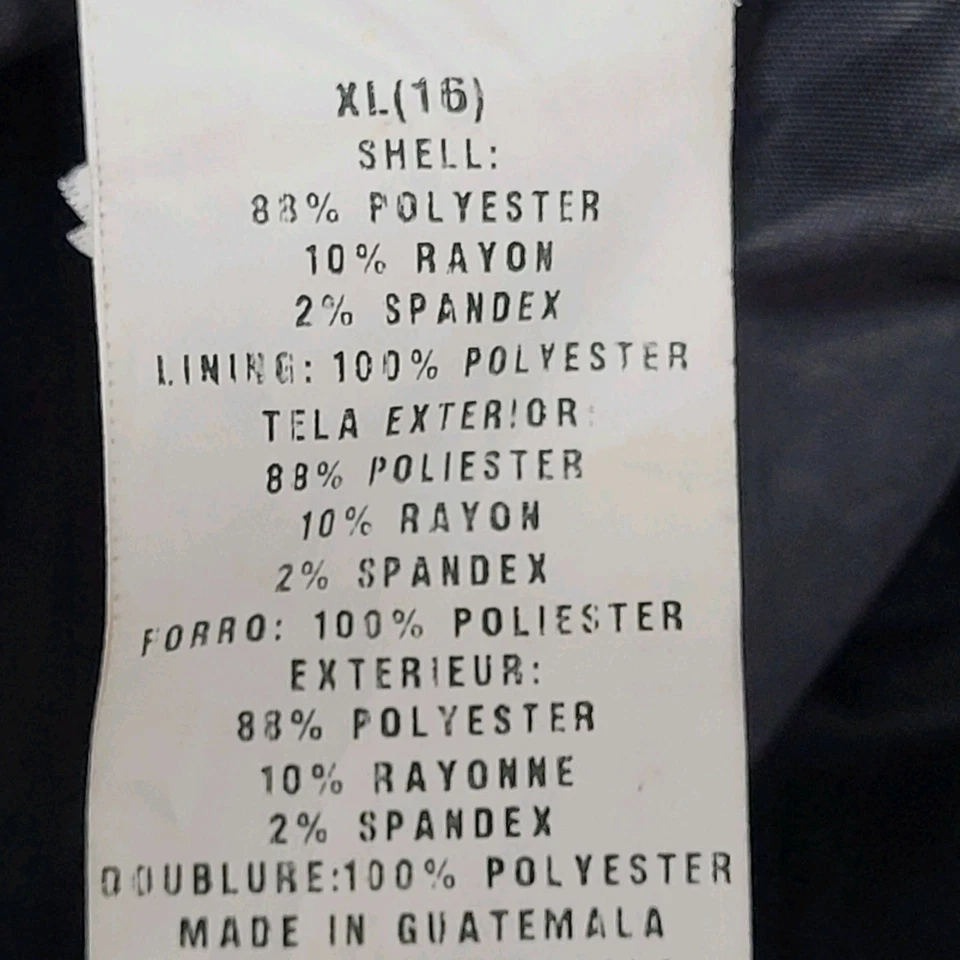 XL(16)
SHELL:
88% POLYESTER
10% RAYON
2% SPANDEX
LINING: 100% POLYESTER
TELA EXTERIOR:
88% POLIESTER
10% RAYON
2% SPANDEX
FORRO: 100% POLIESTER
EXTERIEUR:
88% POLYESTER
10% RAYONNE
2% SPANDEX
DOUBLURE:100% POLYESTER
MADE IN GUATEMALA